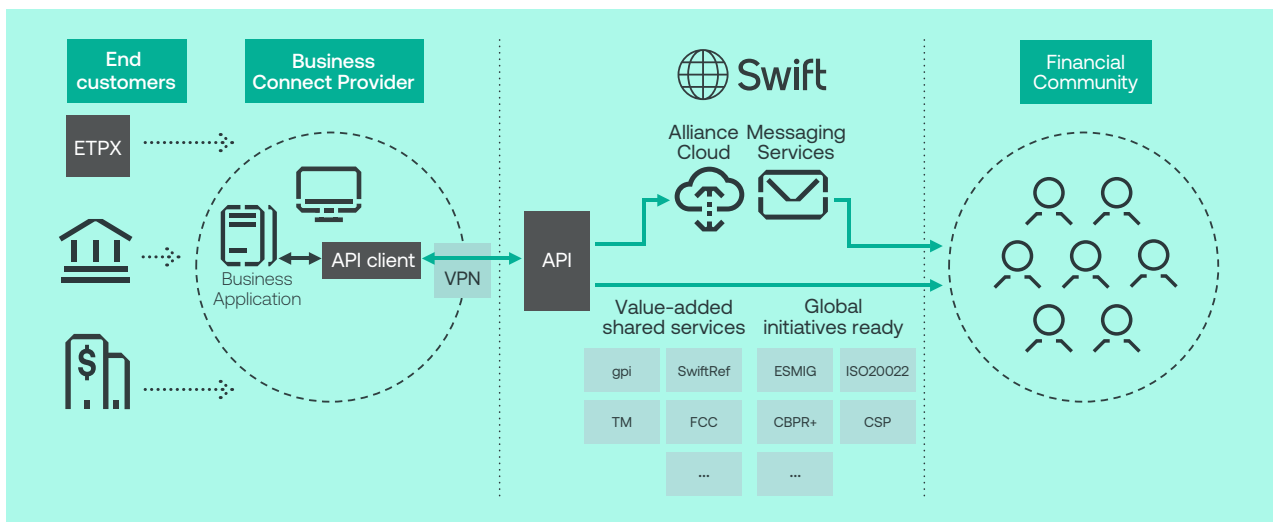 End
customers
Business
Connect Provider
Swift
Financial
Community
ETPX
Alliance
Cloud
Messaging
Services
Business
Application
API client
VPN
API
Value-added
shared services
Global
initiatives ready
gpi
SwiftRef
ESMIG
ISO20022
TM
FCC
CBPR+
CSP
...
...